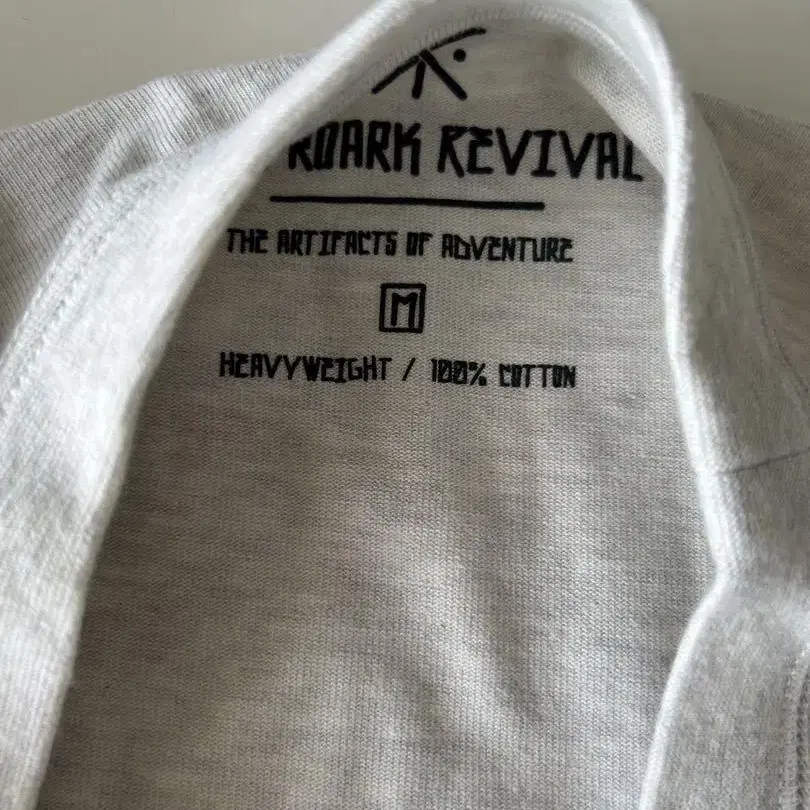 ROARK REVIVAL
THE ARTIFACTS OF ADVENTURE
M
HEAVYWEIGHT / 100% COTTON